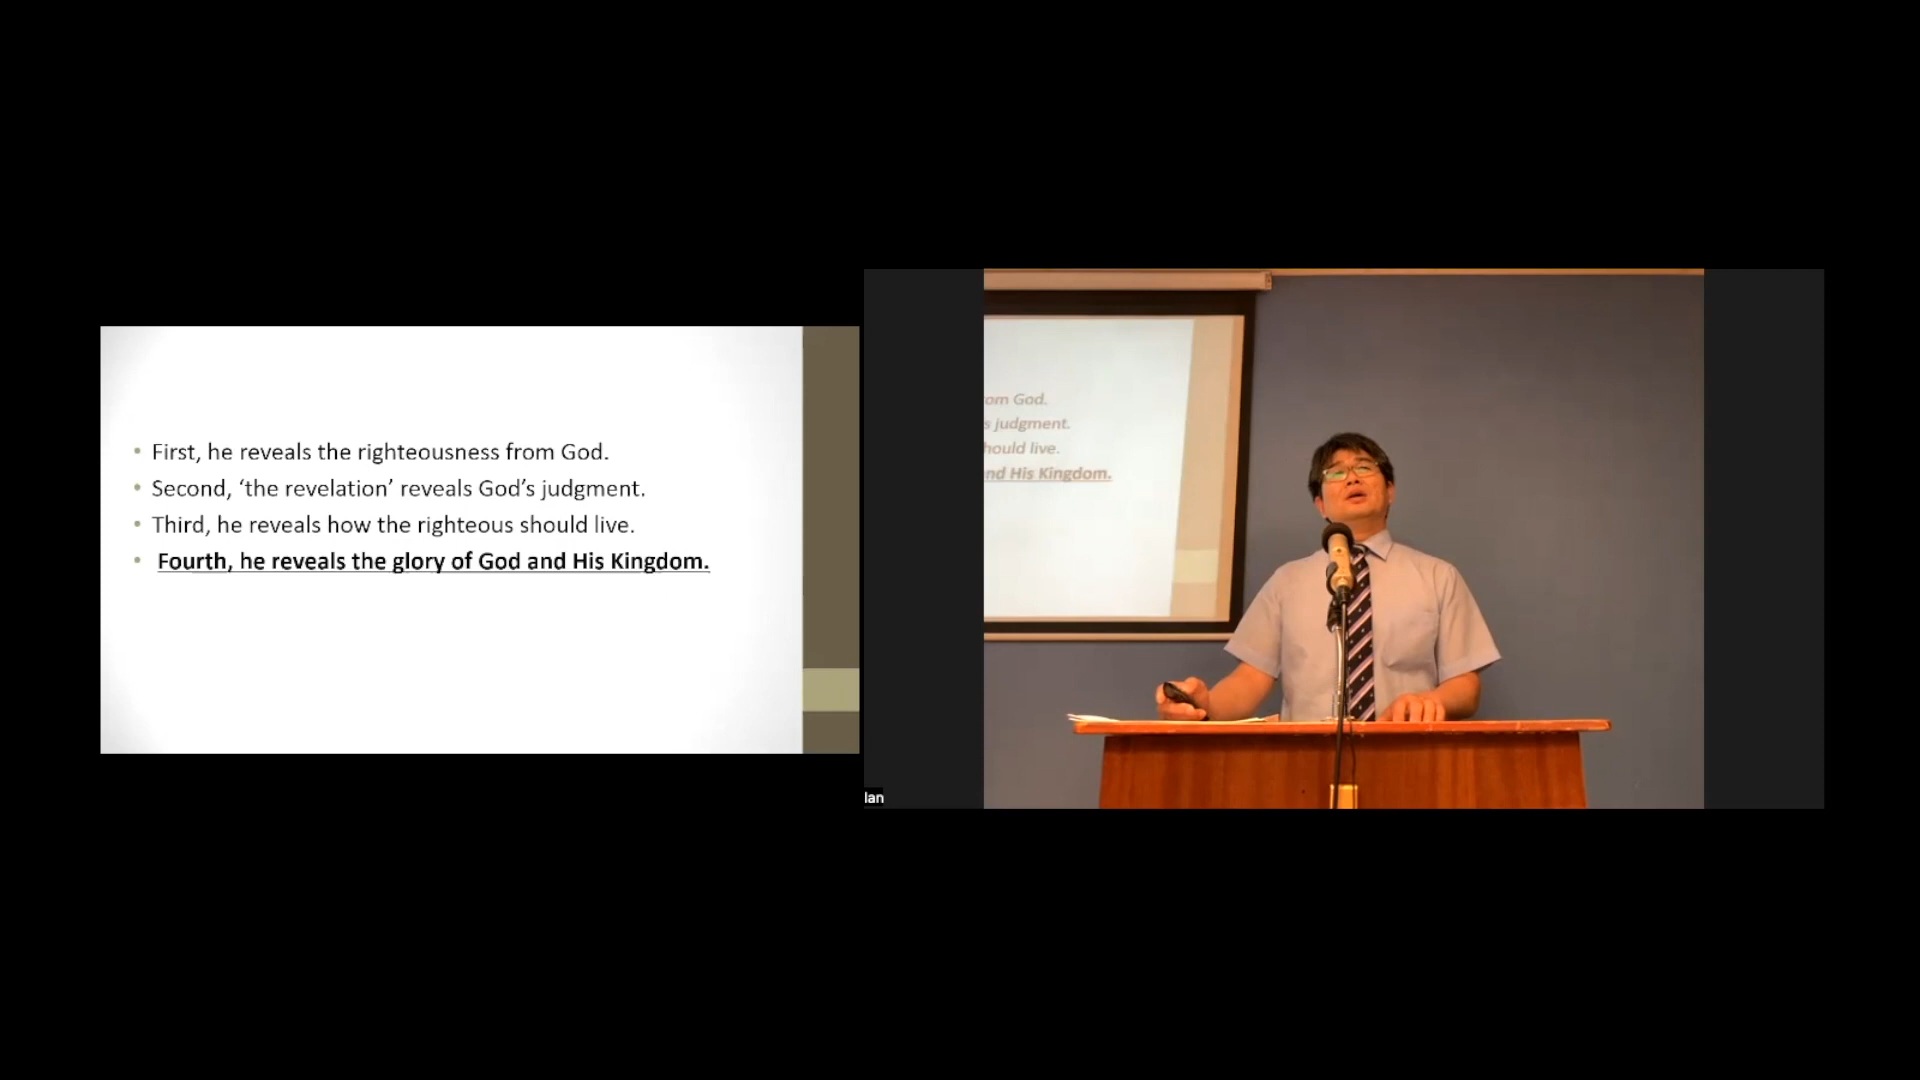 • First, he reveals the righteousness from God.
• Second, ‘the revelation’ reveals God’s judgment.
• Third, he reveals how the righteous should live.
• Fourth, he reveals the glory of God and His Kingdom.
om God.
s judgment.
hould live.
nd His Kingdom.
lan